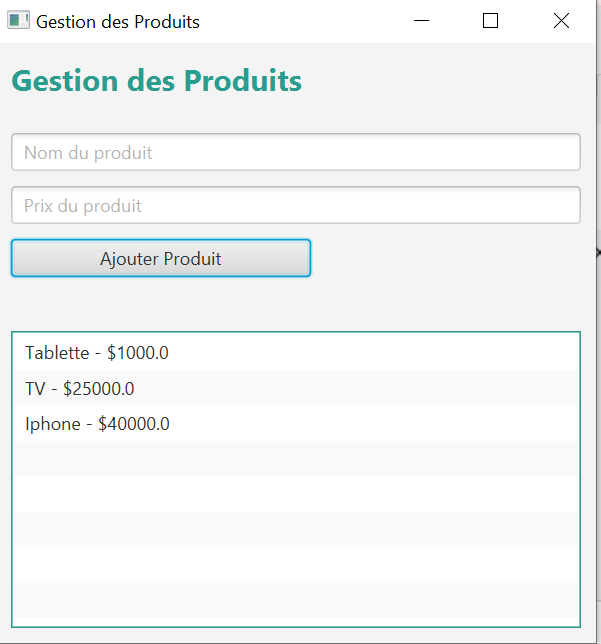 Gestion des Produits
Gestion des Produits
Nom du produit
Prix du produit
Ajouter Produit
Tablette - $1000.0
TV - $25000.0
Iphone - $40000.0